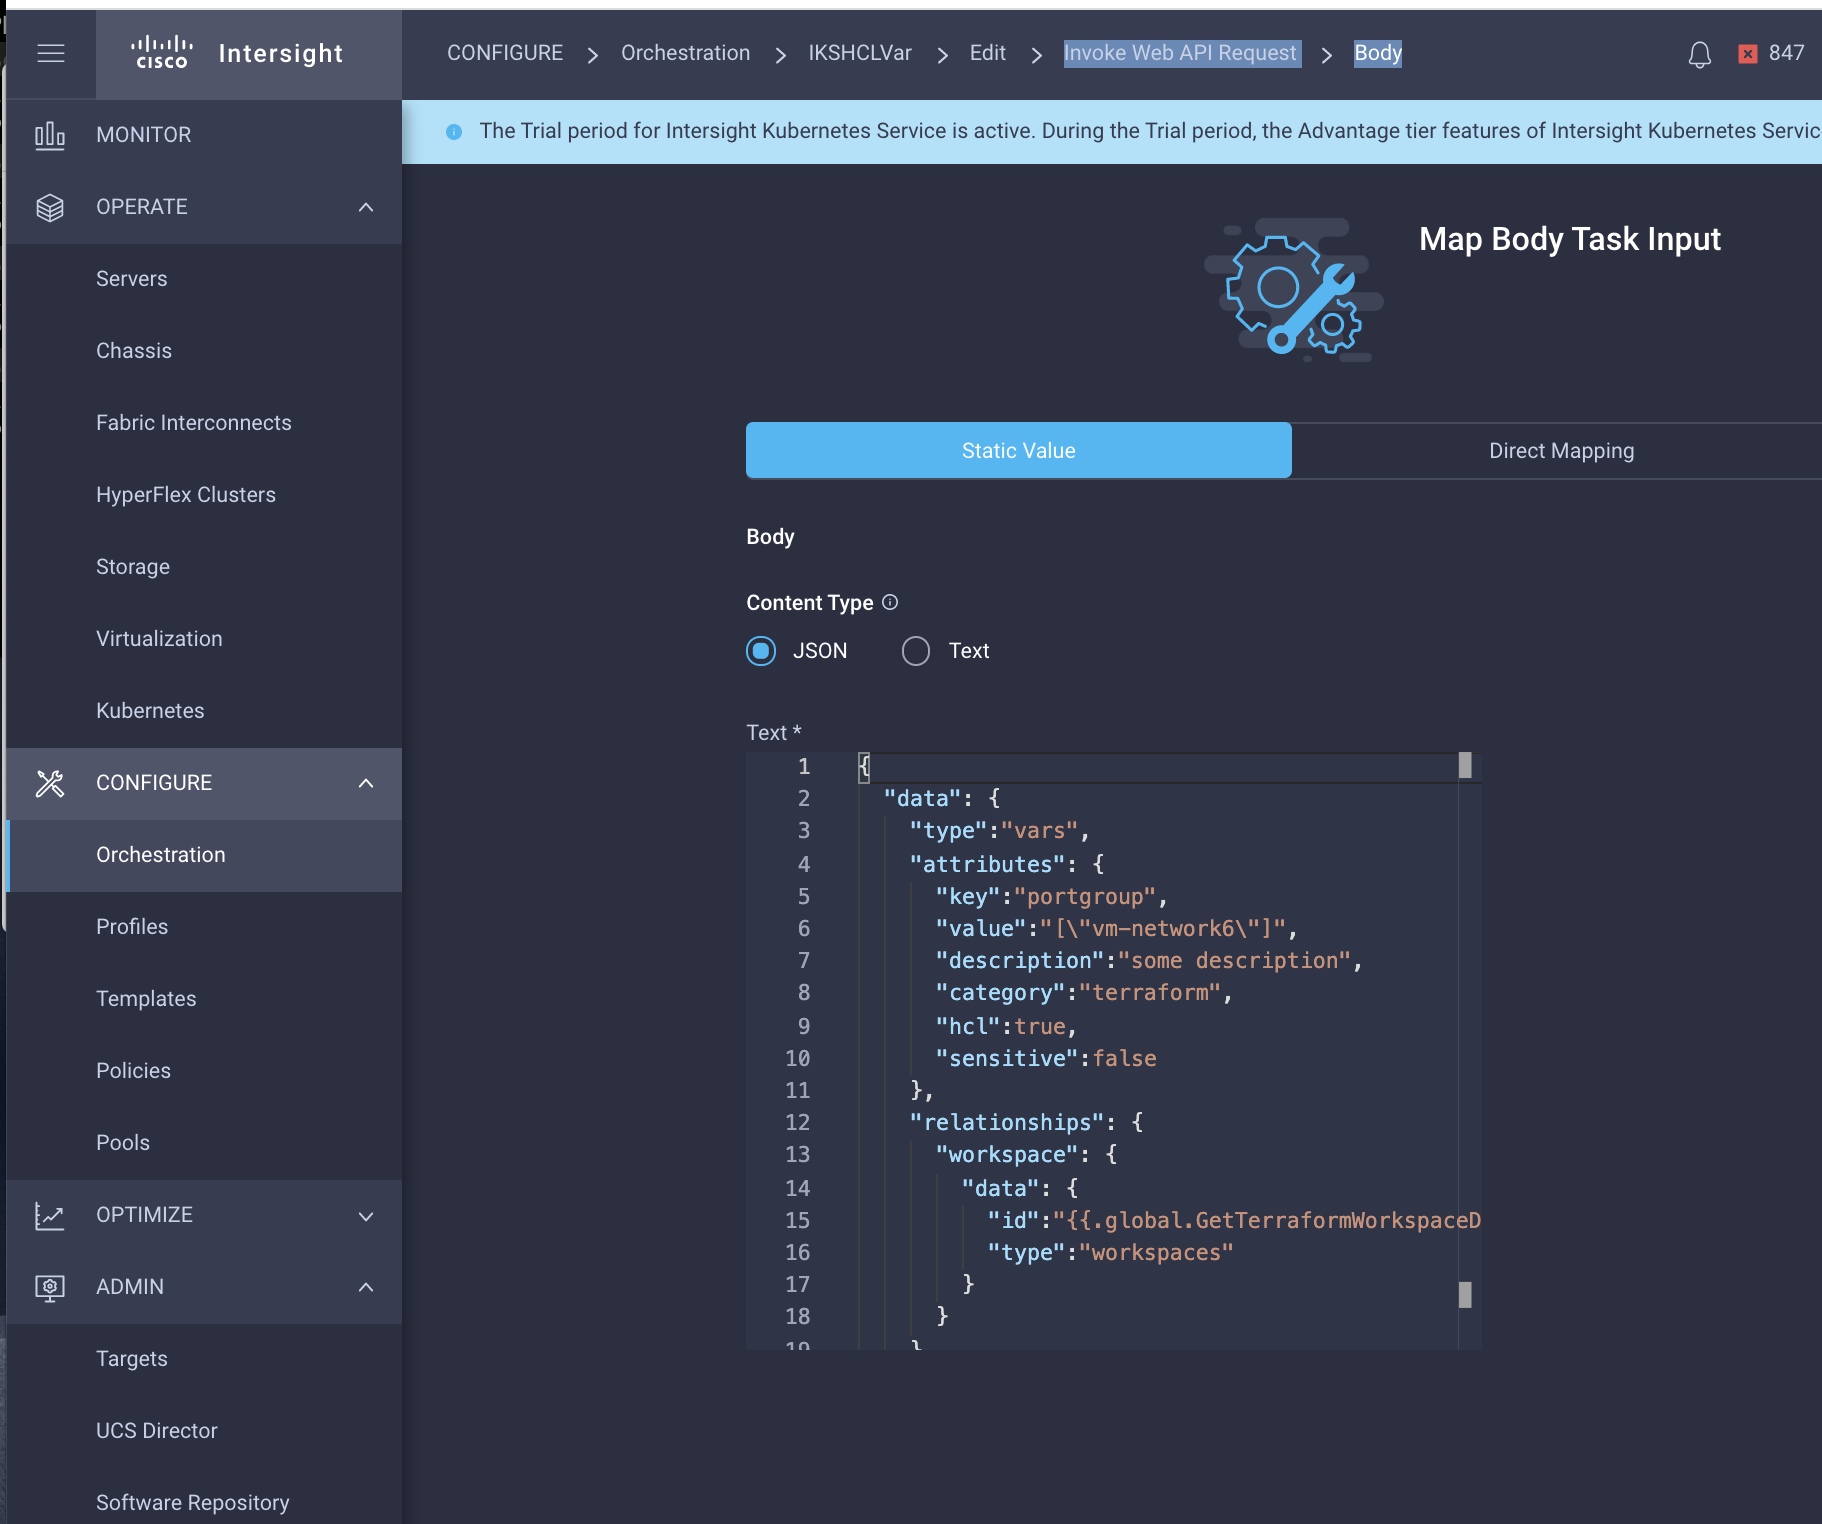 cisco Intersight
CONFIGURE > Orchestration > IKSHCLVar > Edit > Invoke Web API Request > Body
847
The Trial period for Intersight Kubernetes Service is active. During the Trial period, the Advantage tier features of Intersight Kubernetes Servic
MONITOR
OPERATE
Servers
Chassis
Fabric Interconnects
HyperFlex Clusters
Storage
Virtualization
Kubernetes
CONFIGURE
Orchestration
Profiles
Templates
Policies
Pools
OPTIMIZE
ADMIN
Targets
UCS Director
Software Repository
Map Body Task Input
Static Value
Direct Mapping
Body
Content Type
JSON
Text
Text *
1 {
2 "data": {
3 "type":"vars",
4 "attributes": {
5 "key":"portgroup",
6 "value":"[\"vm-network6\"]",
7 "description":"some description",
8 "category":"terraform",
9 "hcl":true,
10 "sensitive":false
11 },
12 "relationships": {
13 "workspace": {
14 "data": {
15 "id":"{{.global.GetTerraformWorkspaceD
16 "type":"workspaces"
17 }
18 }
19 }